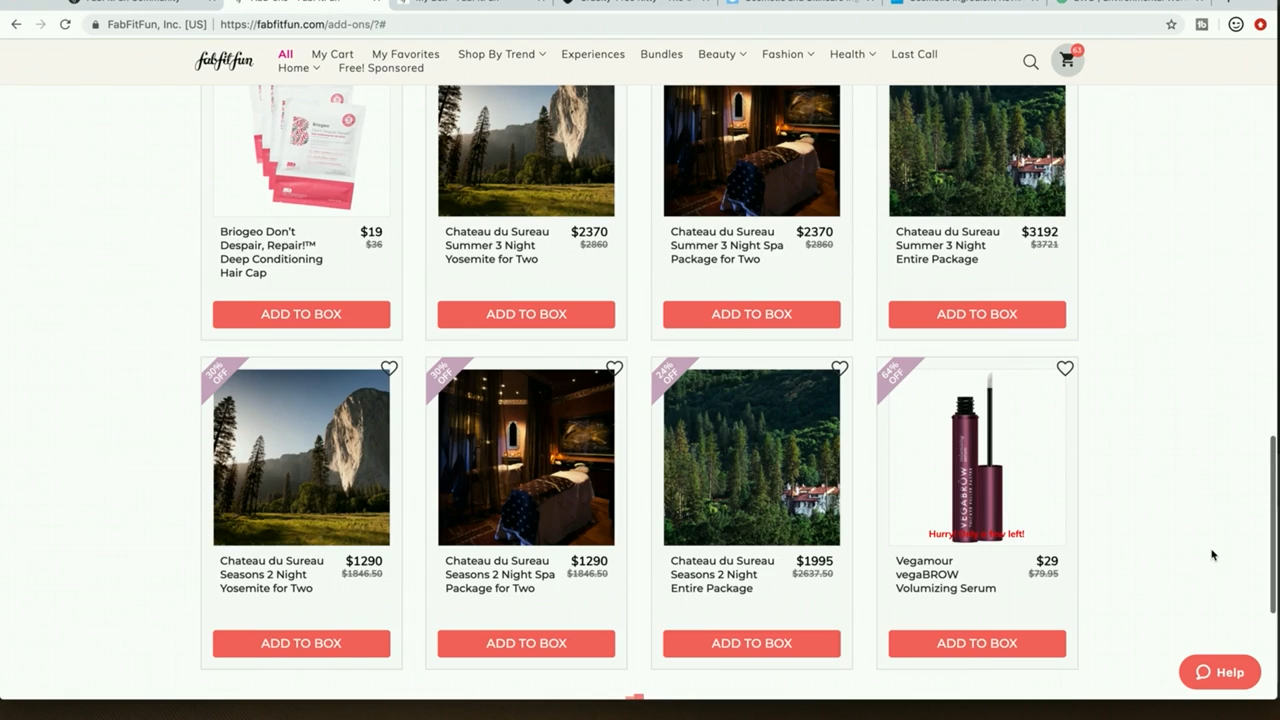 FabFitFun, Inc. [US] | https://fabfitfun.com/add-ons/?#
fabfitfun
All My Cart My Favorites Shop By Trend Experiences Bundles Beauty Fashion Health Last Call
Home Free! Sponsored
63
Briogeo
Briogeo Don't
Despair, Repair!™
Deep Conditioning
Hair Cap
$19
$36
ADD TO BOX
Chateau du Sureau
Summer 3 Night
Yosemite for Two
$2370
$2860
ADD TO BOX
Chateau du Sureau
Summer 3 Night Spa
Package for Two
$2370
$2860
ADD TO BOX
Chateau du Sureau
Summer 3 Night
Entire Package
$3192
$3721
ADD TO BOX
30%
OFF
Chateau du Sureau
Seasons 2 Night
Yosemite for Two
$1290
$1846.50
ADD TO BOX
30%
OFF
Chateau du Sureau
Seasons 2 Night Spa
Package for Two
$1290
$1846.50
ADD TO BOX
24%
OFF
Chateau du Sureau
Seasons 2 Night
Entire Package
$1995
$2637.50
ADD TO BOX
64%
OFF
VEGABROW
Hurry left!
Vegamour
vegaBROW
Volumizing Serum
$29
$79.95
ADD TO BOX
Help